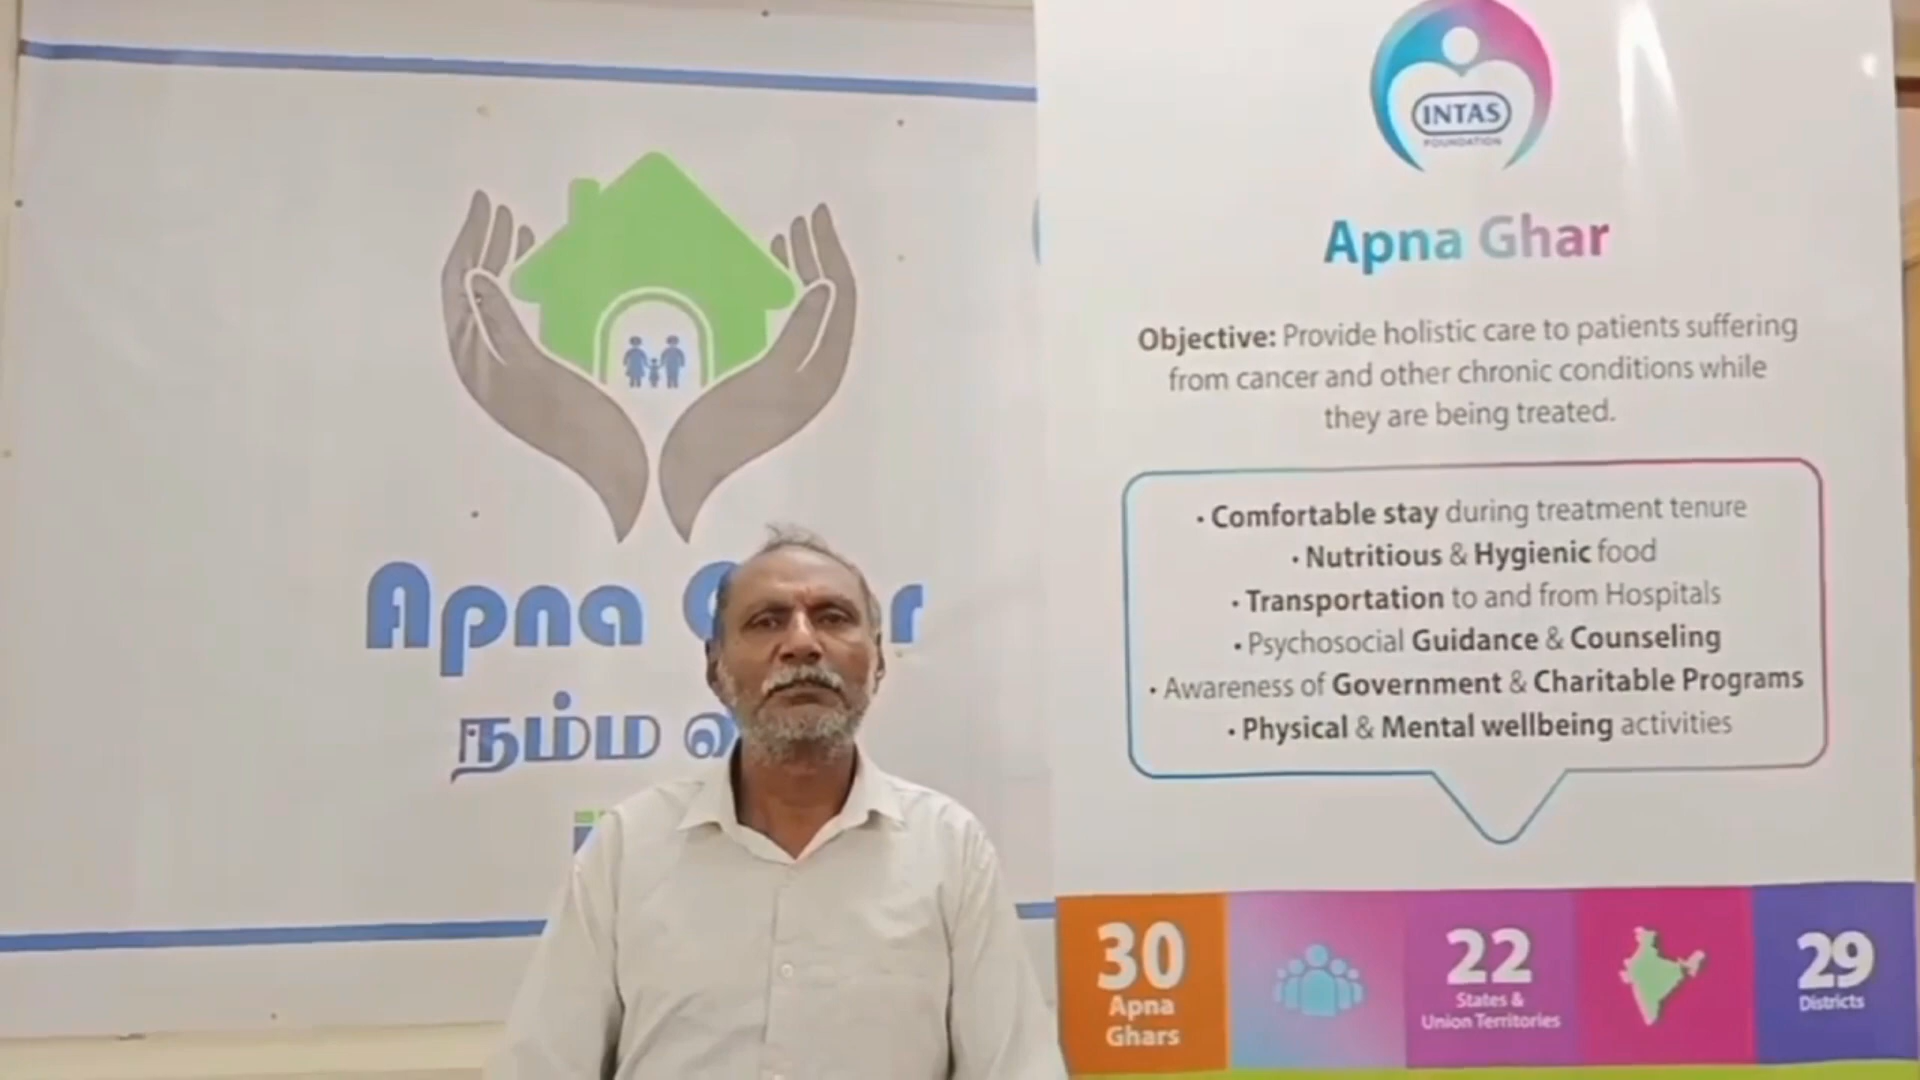 Apna
நம்ம
INTAS
FOUNDATION
Apna Ghar
Objective: Provide holistic care to patients suffering
from cancer and other chronic conditions while
they are being treated.
• Comfortable stay during treatment tenure
• Nutritious & Hygienic food
• Transportation to and from Hospitals
• Psychosocial Guidance & Counseling
• Awareness of Government & Charitable Programs
• Physical & Mental wellbeing activities
30
Apna
Ghars
22
States &
Union Territories
29
Districts